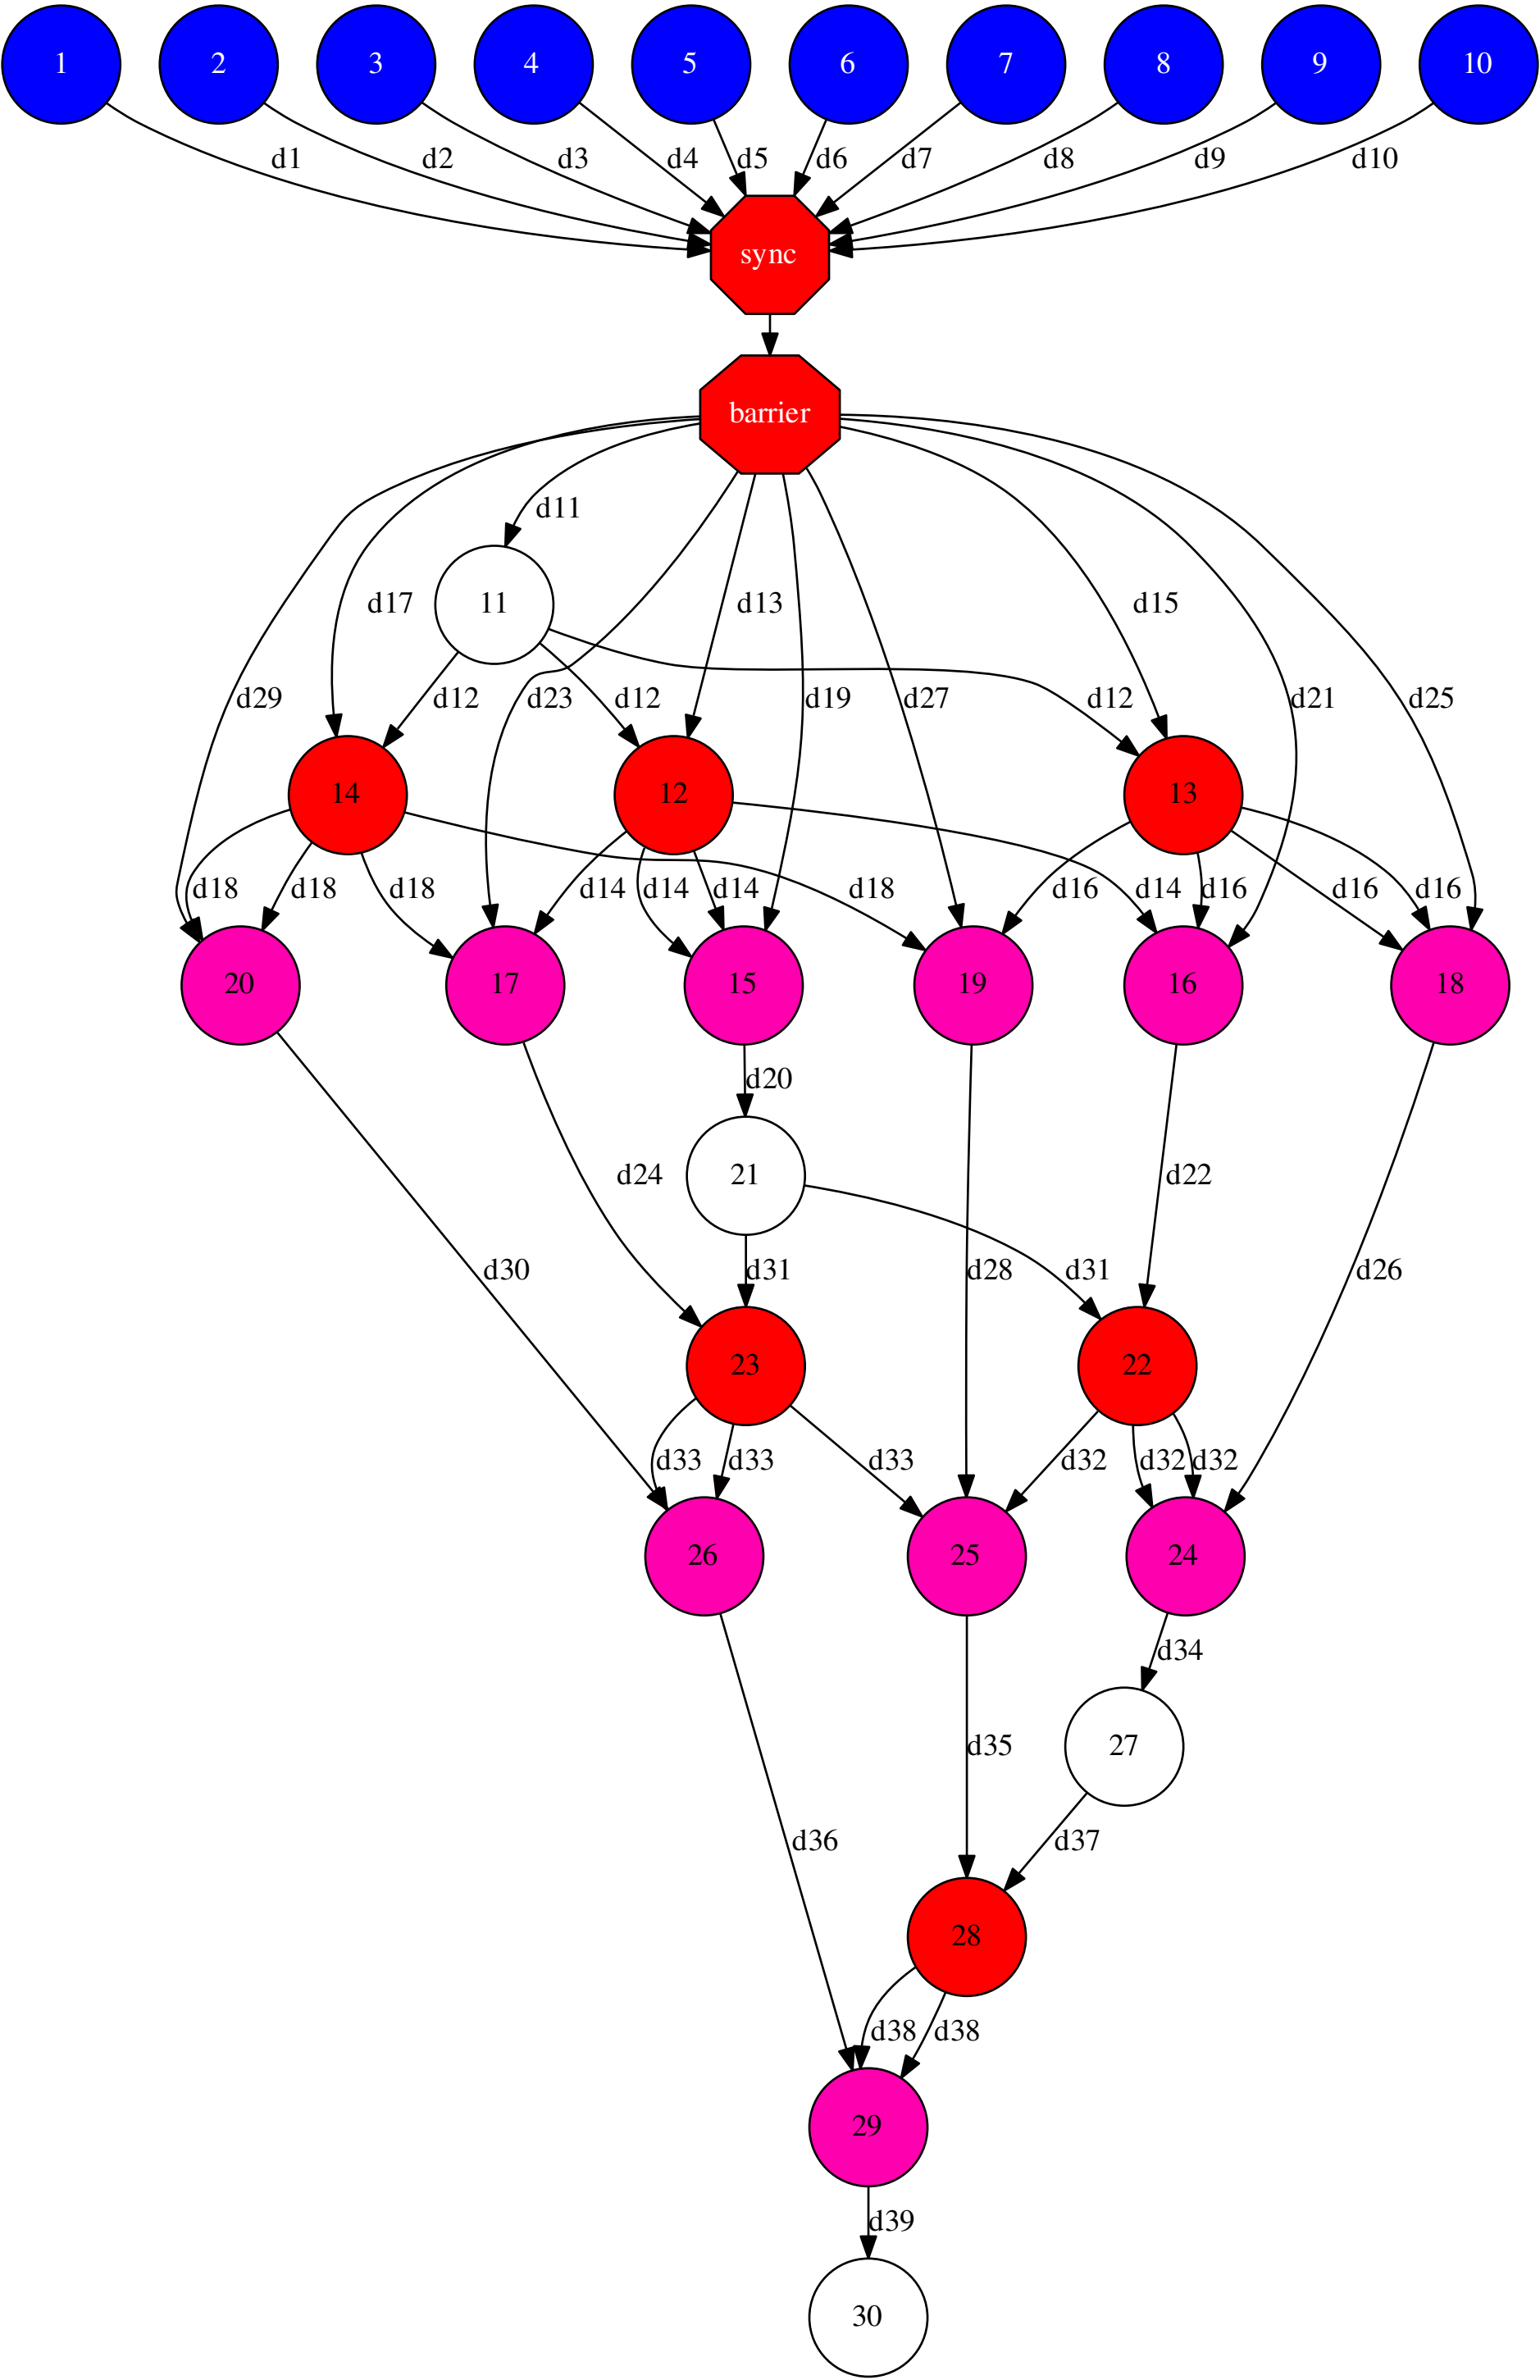 1 2 3 4 5 6 7 8 9 10
d1 d2 d3 d4 d5 d6 d7 d8 d9 d10
sync
barrier
d11
d17 11 d13 d15
d29 d12 d23 d12 d19 d27 d12 d21 d25
14 12 13
d18 d18 d18 d14 d14 d14 d18 d16 d14 d16 d16 d16
20 17 15 19 16 18
d20
d24 21 d22
d30 d31 d28 d31 d26
23 22
d33 d33 d33 d32 d32 d32
26 25 24
d34
d35 27
d36 d37
28
d38 d38
29
d39
30